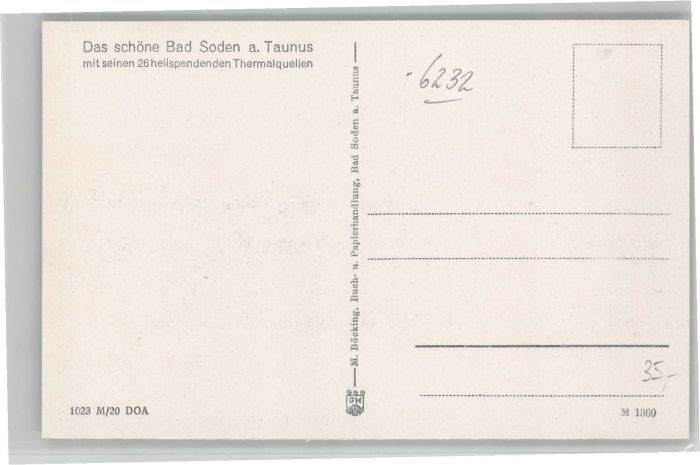 Das schöne Bad Soden a. Taunus
mit seinen 26 heilspendenden Thermalquellen
M. Böcking, Buch- u. Papierhandlung, Bad Soden a. Taunus
6232
35,-
1023 M/20 DOA
M 1360